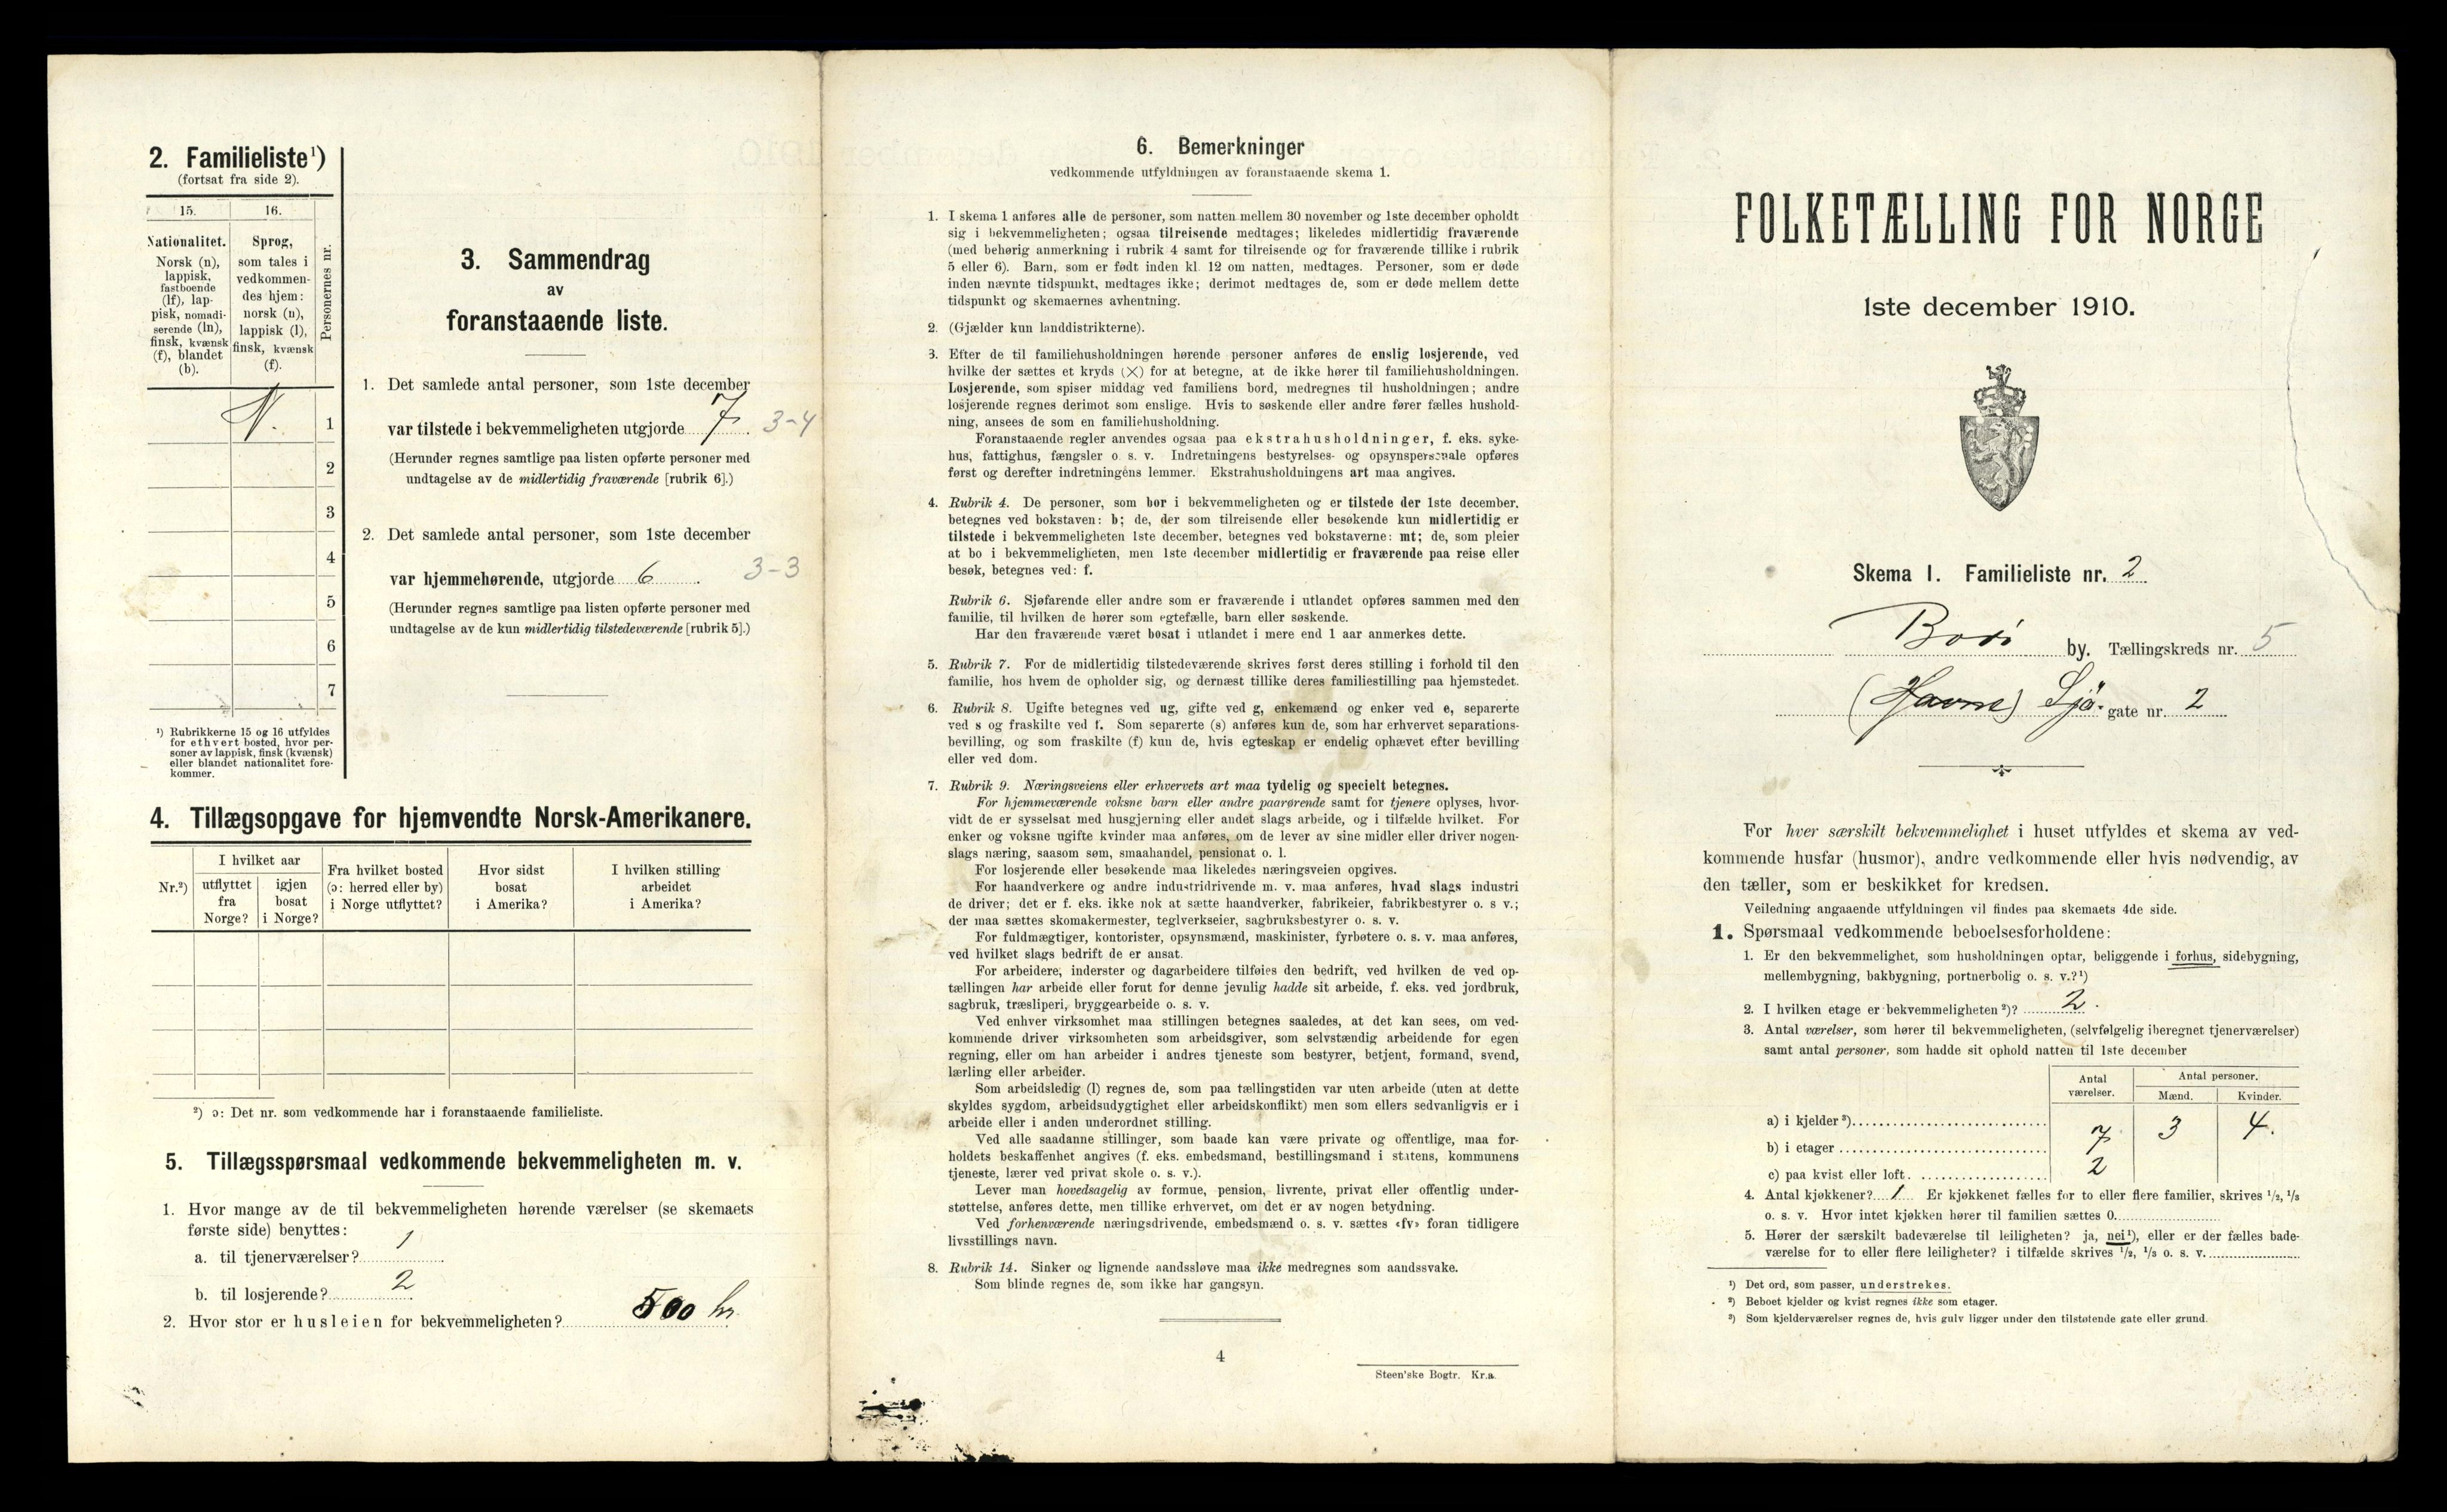 2. Familieliste¹)
(fortsat fra side 2).
15.
16.
Personernes nr.
Nationalitet.
Norsk (n),
lappisk,
fastboende
(lf), lap-
pisk, nomadi-
serende (ln),
finsk, kvænsk
(f), blandet
(b).
Sprog,
som tales i
vedkommen-
des hjem:
norsk (n),
lappisk (l),
finsk, kvænsk
(f).
N. 1
2
3
4
5
6
7
¹) Rubrikkerne 15 og 16 utfyldes
for ethvert bosted, hvor per-
soner av lappisk, finsk (kvænsk)
eller blandet nationalitet fore-
kommer.
3. Sammendrag
av
foranstaaende liste.
1. Det samlede antal personer, som 1ste december
var tilstede i bekvemmeligheten utgjorde 7. 3-4
(Herunder regnes samtlige paa listen opførte personer med
undtagelse av de midlertidig fraværende [rubrik 6].)
2. Det samlede antal personer, som 1ste december
var hjemmehørende, utgjorde 6. 3-3
(Herunder regnes samtlige paa listen opførte personer med
undtagelse av de kun midlertidig tilstedeværende [rubrik 5].)
4. Tillægsopgave for hjemvendte Norsk-Amerikanere.
Nr.²)
I hvilket aar
utflyttet
fra
Norge?
igjen
bosat
i Norge?
Fra hvilket bosted
(ɔ: herred eller by)
i Norge utflyttet?
Hvor sidst
bosat
i Amerika?
I hvilken stilling
arbeidet
i Amerika?
²) ɔ: Det nr. som vedkommende har i foranstaaende familieliste.
5. Tillægsspørsmaal vedkommende bekvemmeligheten m. v.
1. Hvor mange av de til bekvemmeligheten hørende værelser (se skemaets
første side) benyttes:
a. til tjenerværelser? 1
b. til losjerende? 2
2. Hvor stor er husleien for bekvemmeligheten? 500 kr.
6. Bemerkninger
vedkommende utfyldningen av foranstaaende skema 1.
1. I skema 1 anføres alle de personer, som natten mellem 30 november og 1ste december opholdt
sig i bekvemmeligheten; ogsaa tilreisende medtages; likeledes midlertidig fraværende
(med behørig anmerkning i rubrik 4 samt for tilreisende og for fraværende tillike i rubrik
5 eller 6). Barn, som er født inden kl. 12 om natten, medtages. Personer, som er døde
inden nævnte tidspunkt, medtages ikke; derimot medtages de, som er døde mellem dette
tidspunkt og skemaernes avhentning.
2. (Gjælder kun landdistrikterne).
3. Efter de til familiehusholdningen hørende personer anføres de enslig losjerende, ved
hvilke der sættes et kryds (×) for at betegne, at de ikke hører til familiehusholdningen.
Losjerende, som spiser middag ved familiens bord, medregnes til husholdningen; andre
losjerende regnes derimot som enslige. Hvis to søskende eller andre fører fælles hushold-
ning, ansees de som en familiehusholdning.
Foranstaaende regler anvendes ogsaa paa ekstrahusholdninger, f. eks. syke-
hus, fattighus, fængsler o. s. v. Indretningens bestyrelses- og opsynspersonale opføres
først og derefter indretningens lemmer. Ekstrahusholdningens art maa angives.
4. Rubrik 4. De personer, som bor i bekvemmeligheten og er tilstede der 1ste december,
betegnes ved bokstaven: b; de, der som tilreisende eller besøkende kun midlertidig er
tilstede i bekvemmeligheten 1ste december, betegnes ved bokstaverne: mt; de, som pleier
at bo i bekvemmeligheten, men 1ste december midlertidig er fraværende paa reise eller
besøk, betegnes ved: f.
Rubrik 6. Sjøfarende eller andre som er fraværende i utlandet opføres sammen med den
familie, til hvilken de hører som egtefælle, barn eller søskende.
Har den fraværende været bosat i utlandet i mere end 1 aar anmerkes dette.
5. Rubrik 7. For de midlertidig tilstedeværende skrives først deres stilling i forhold til den
familie, hos hvem de opholder sig, og dernæst tillike deres familiestilling paa hjemstedet.
6. Rubrik 8. Ugifte betegnes ved ug, gifte ved g, enkemænd og enker ved e, separerte
ved s og fraskilte ved f. Som separerte (s) anføres kun de, som har erhvervet separations-
bevilling, og som fraskilte (f) kun de, hvis egteskap er endelig ophævet efter bevilling
eller ved dom.
7. Rubrik 9. Næringsveiens eller erhvervets art maa tydelig og specielt betegnes.
For hjemmeværende voksne barn eller andre paarørende samt for tjenere oplyses, hvor-
vidt de er sysselsat med husgjerning eller andet slags arbeide, og i tilfælde hvilket. For
enker og voksne ugifte kvinder maa anføres, om de lever av sine midler eller driver nogen-
slags næring, saasom søm, smaahandel, pensionat o. l.
For losjerende eller besøkende maa likeledes næringsveien opgives.
For haandverkere og andre industridrivende m. v. maa anføres, hvad slags industri
de driver; det er f. eks. ikke nok at sætte haandverker, fabrikeier, fabrikbestyrer o. s v.;
der maa sættes skomakermester, teglverkseier, sagbruksbestyrer o. s. v.
For fuldmægtiger, kontorister, opsynsmænd, maskinister, fyrbøtere o. s. v. maa anføres,
ved hvilket slags bedrift de er ansat.
For arbeidere, inderster og dagarbeidere tilføies den bedrift, ved hvilken de ved op-
tællingen har arbeide eller forut for denne jevnlig hadde sit arbeide, f. eks. ved jordbruk,
sagbruk, træsliperi, bryggearbeide o. s. v.
Ved enhver virksomhet maa stillingen betegnes saaledes, at det kan sees, om ved-
kommende driver virksomheten som arbeidsgiver, som selvstændig arbeidende for egen
regning, eller om han arbeider i andres tjeneste som bestyrer, betjent, formand, svend,
lærling eller arbeider.
Som arbeidsledig (l) regnes de, som paa tællingstiden var uten arbeide (uten at dette
skyldes sygdom, arbeidsudygtighet eller arbeidskonflikt) men som ellers sedvanligvis er i
arbeide eller i anden underordnet stilling.
Ved alle saadanne stillinger, som baade kan være private og offentlige, maa for-
holdets beskaffenhet angives (f. eks. embedsmand, bestillingsmand i statens, kommunens
tjeneste, lærer ved privat skole o. s. v.).
Lever man hovedsagelig av formue, pension, livrente, privat eller offentlig under-
støttelse, anføres dette, men tillike erhvervet, om det er av nogen betydning.
Ved forhenværende næringsdrivende, embedsmænd o. s. v. sættes «fv» foran tidligere
livsstillings navn.
8. Rubrik 14. Sinker og lignende aandssløve maa ikke medregnes som aandssvake.
Som blinde regnes de, som ikke har gangsyn.
4
Steen'ske Bogtr. Kr.a.
FOLKETÆLLING FOR NORGE
1ste december 1910.
Skema 1. Familieliste nr. 2
Bodö by. Tællingskreds nr. 5
(Havne) Sjö- gate nr. 2
For hver særskilt bekvemmelighet i huset utfyldes et skema av ved-
kommende husfar (husmor), andre vedkommende eller hvis nødvendig, av
den tæller, som er beskikket for kredsen.
Veiledning angaaende utfyldningen vil findes paa skemaets 4de side.
1. Spørsmaal vedkommende beboelsesforholdene:
1. Er den bekvemmelighet, som husholdningen optar, beliggende i forhus, sidebygning,
mellembygning, bakbygning, portnerbolig o. s. v.?¹)
2. I hvilken etage er bekvemmeligheten²)? 2.
3. Antal værelser, som hører til bekvemmeligheten, (selvfølgelig iberegnet tjenerværelser)
samt antal personer, som hadde sit ophold natten til 1ste december
Antal
værelser.
Antal personer.
Mænd. Kvinder.
a) i kjelder³)
b) i etager 7 3 4.
c) paa kvist eller loft. 2
4. Antal kjøkkener? 1 Er kjøkkenet fælles for to eller flere familier, skrives ¹/₂, ¹/₃
o. s. v. Hvor intet kjøkken hører til familien sættes 0.
5. Hører der særskilt badeværelse til leiligheten? ja, nei¹), eller er der fælles bade-
værelse for to eller flere leiligheter? i tilfælde skrives ¹/₂, ¹/₃ o. s. v.
¹) Det ord, som passer, understrekes.
²) Beboet kjelder og kvist regnes ikke som etager.
³) Som kjelderværelser regnes de, hvis gulv ligger under den tilstøtende gate eller grund.